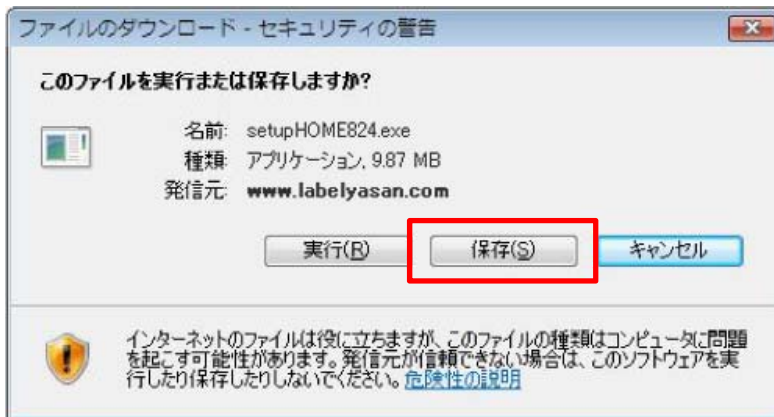 ファイルのダウンロード - セキュリティの警告
このファイルを実行または保存しますか?
名前: setupHOME824.exe
種類: アプリケーション, 9.87 MB
発信元: www.labelyasan.com
実行(R) 保存(S) キャンセル
インターネットのファイルは役に立ちますが、このファイルの種類はコンピュータに問題
を起こす可能性があります。発信元が信頼できない場合は、このソフトウェアを実
行したり保存したりしないでください。危険性の説明